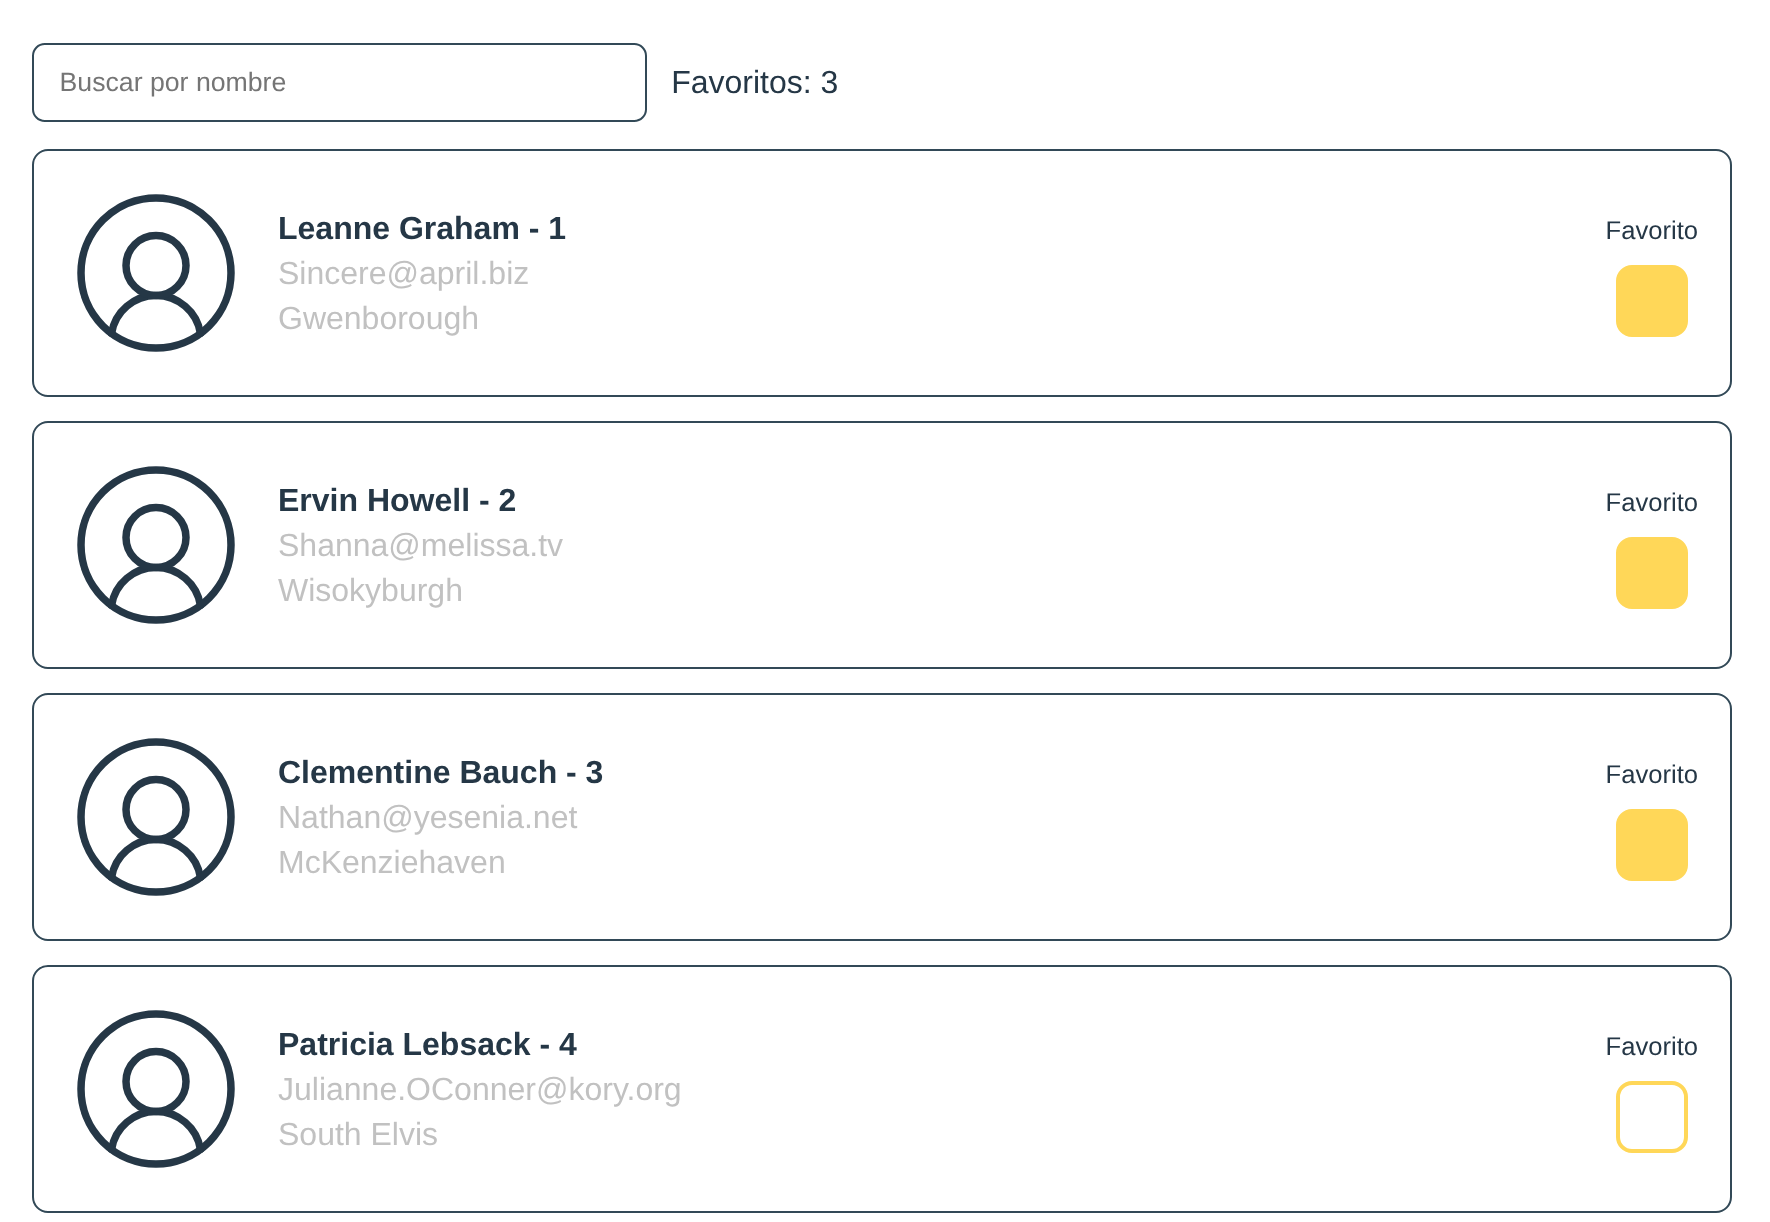 Buscar por nombre
Favoritos: 3
Leanne Graham - 1
Sincere@april.biz
Gwenborough
Favorito
Ervin Howell - 2
Shanna@melissa.tv
Wisokyburgh
Favorito
Clementine Bauch - 3
Nathan@yesenia.net
McKenziehaven
Favorito
Patricia Lebsack - 4
Julianne.OConner@kory.org
South Elvis
Favorito